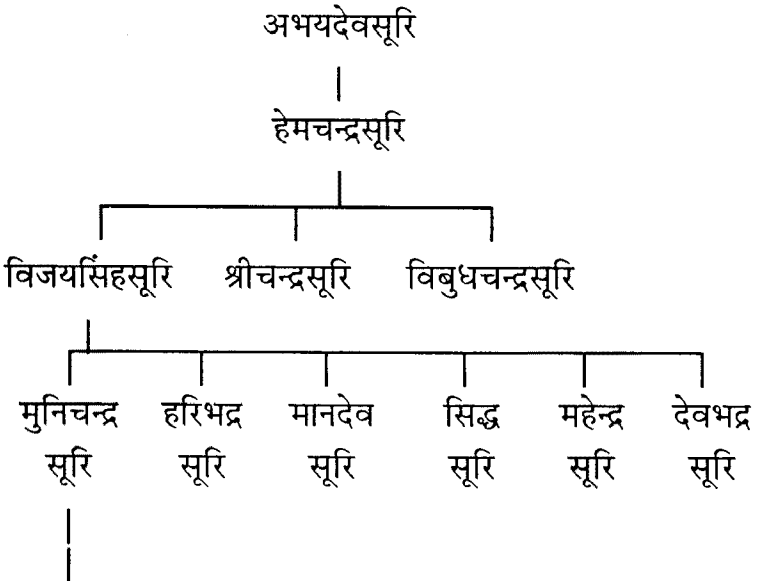 अभयदेवसूरि
हेमचन्द्रसूरि
विजयसिंहसूरि श्रीचन्द्रसूरि विबुधचन्द्रसूरि
मुनिचन्द्र हरिभद्र मानदेव सिद्ध महेन्द्र देवभद्र
सूरि सूरि सूरि सूरि सूरि सूरि